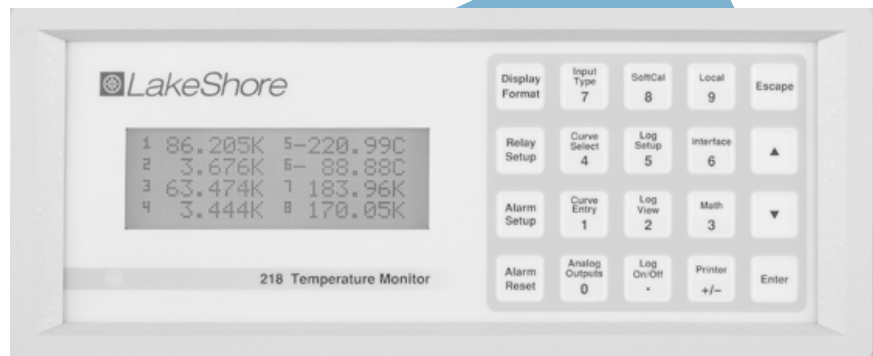 LakeShore
1 86.205K 5-220.99C
2 3.676K 6- 88.88C
3 63.474K 7 183.96K
4 3.444K 8 170.05K
218 Temperature Monitor
Display Format
Input Type 7
SoftCal 8
Local 9
Escape
Relay Setup
Curve Select 4
Log Setup 5
Interface 6
▲
Alarm Setup
Curve Entry 1
Log View 2
Math 3
▼
Alarm Reset
Analog Outputs 0
Log On/Off .
Printer +/–
Enter